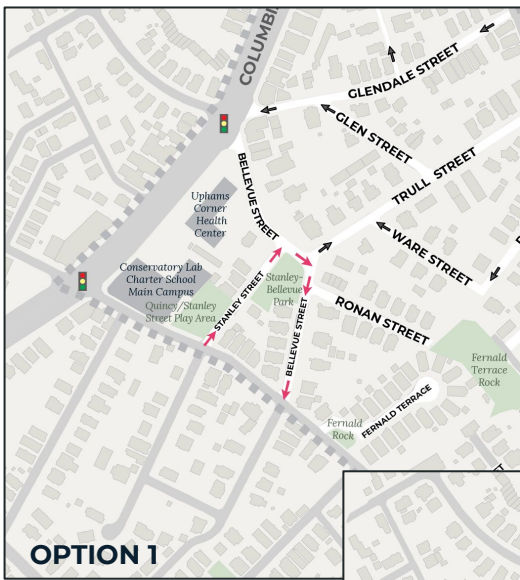 COLUMBI
GLENDALE STREET
GLEN STREET
TRULL STREET
BELLEVUE STREET
Uphams
Corner
Health
Center
WARE STREET
Conservatory Lab
Charter School
Main Campus
Quincy/Stanley
Street Play Area
STANLEY STREET
Stanley-
Bellevue
Park
BELLEVUE STREET
RONAN STREET
Fernald
Terrace
Rock
FERNALD TERRACE
Fernald
Rock
OPTION 1